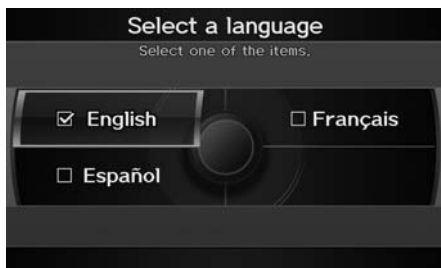 Select a language
Select one of the items.
☑ English
☐ Français
☐ Español